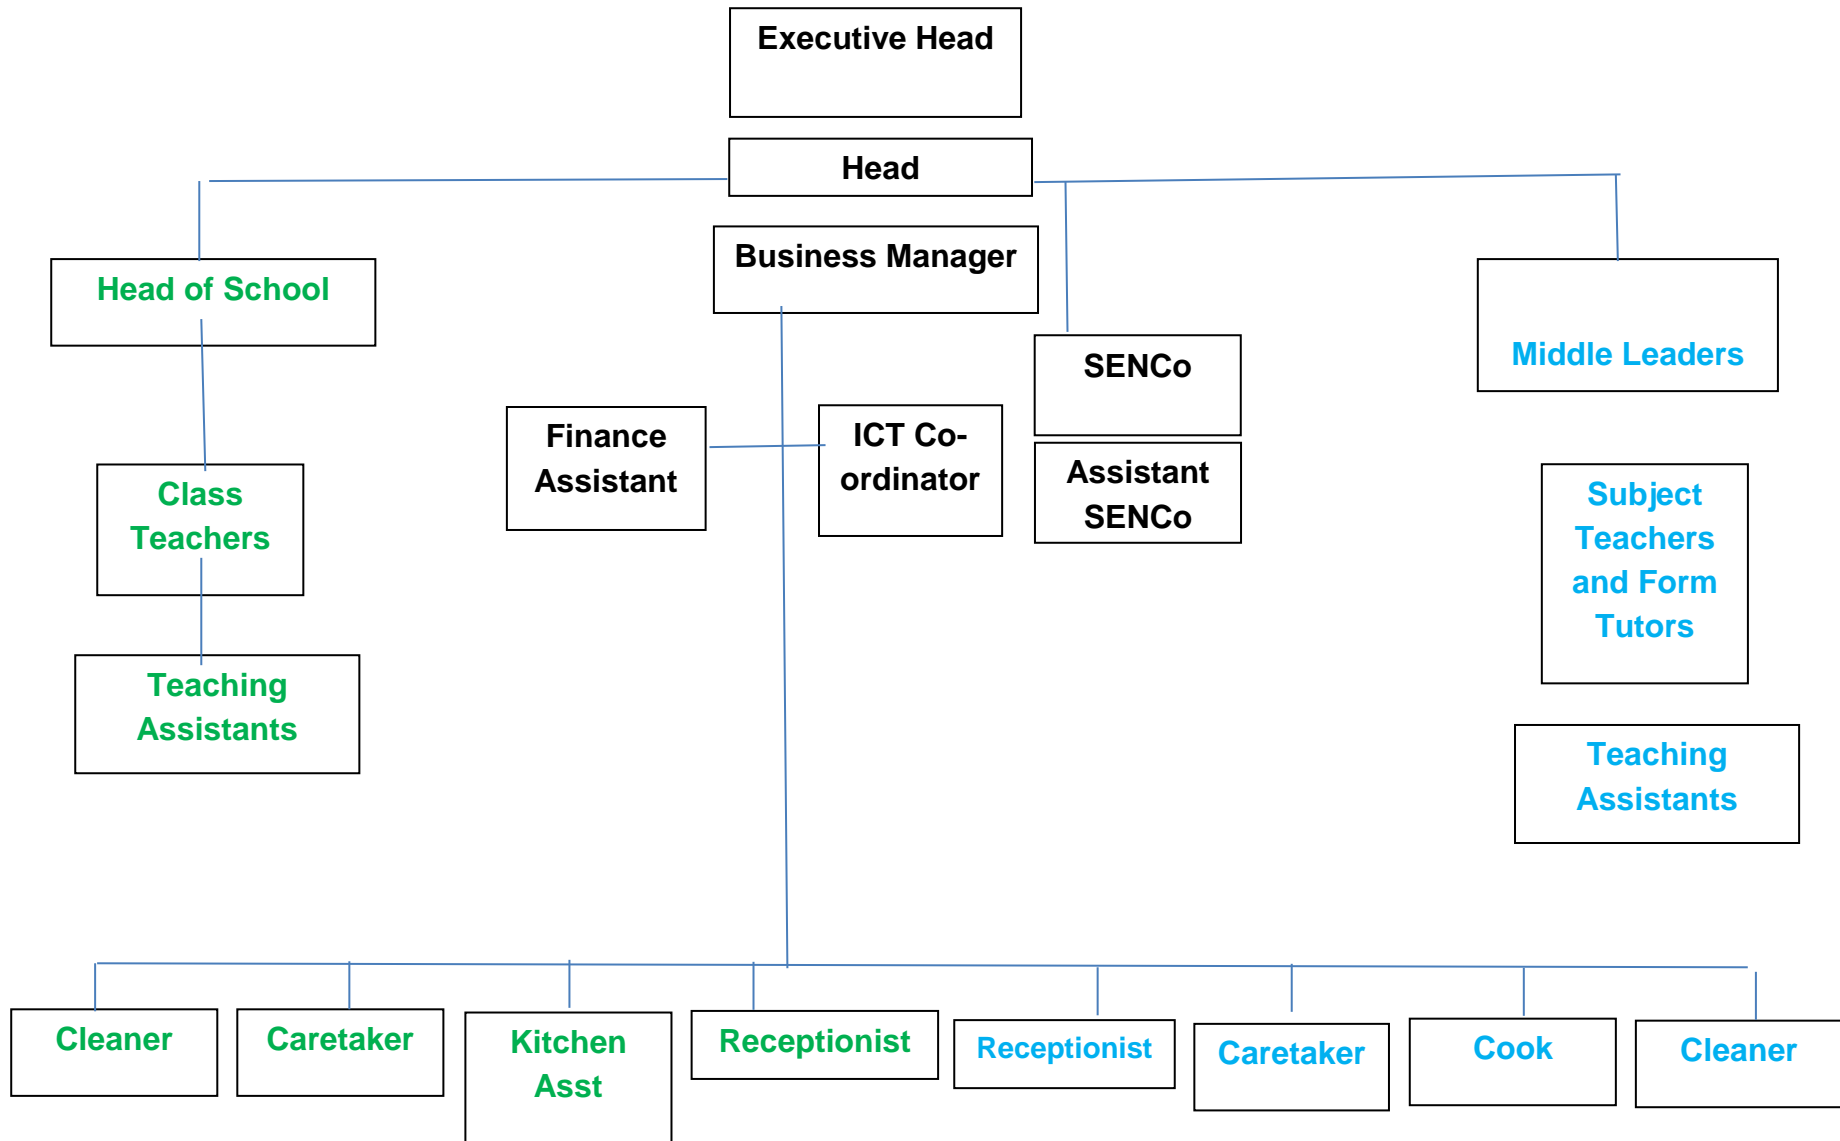 Executive Head
Head
Business Manager
Head of School
Middle Leaders
SENCo
Finance
Assistant
ICT Co-
ordinator
Assistant
SENCo
Class
Teachers
Subject
Teachers
and Form
Tutors
Teaching
Assistants
Teaching
Assistants
Cleaner
Caretaker
Kitchen
Asst
Receptionist
Receptionist
Caretaker
Cook
Cleaner